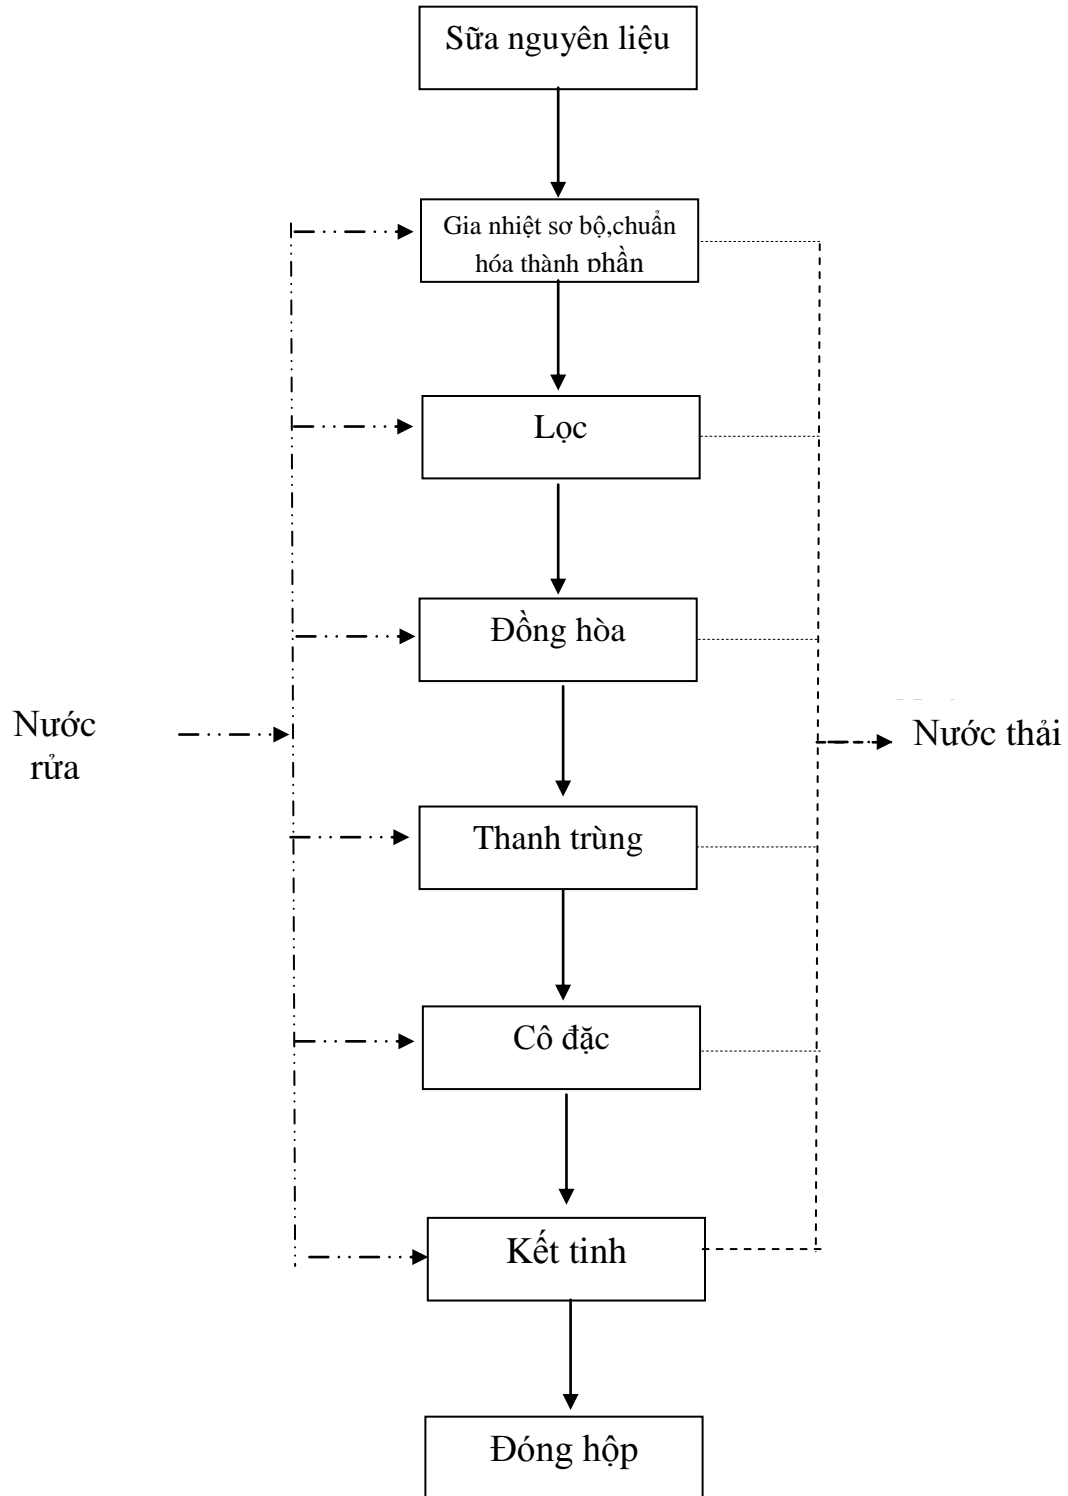 Sữa nguyên liệu
Gia nhiệt sơ bộ,chuẩn
hóa thành phần
Lọc
Đồng hòa
Nước
rửa
Nước thải
Thanh trùng
Cô đặc
Kết tinh
Đóng hộp